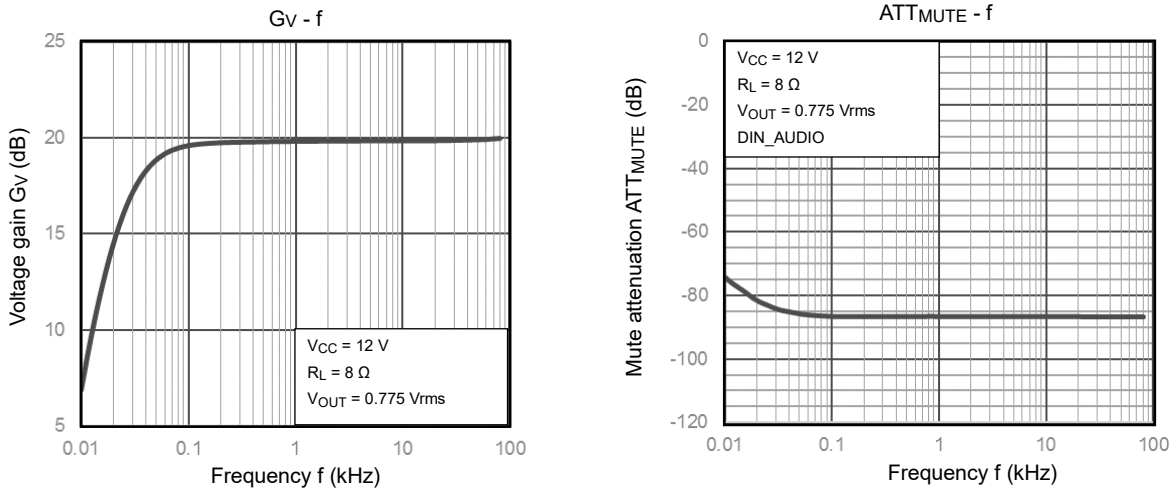 GV - f
Voltage gain GV (dB)
25
20
15
10
5
VCC = 12 V
RL = 8 Ω
VOUT = 0.775 Vrms
0.01 0.1 1 10 100
Frequency f (kHz)
ATTMUTE - f
Mute attenuation ATTMUTE (dB)
0
-20
-40
-60
-80
-100
-120
VCC = 12 V
RL = 8 Ω
VOUT = 0.775 Vrms
DIN_AUDIO
0.01 0.1 1 10 100
Frequency f (kHz)